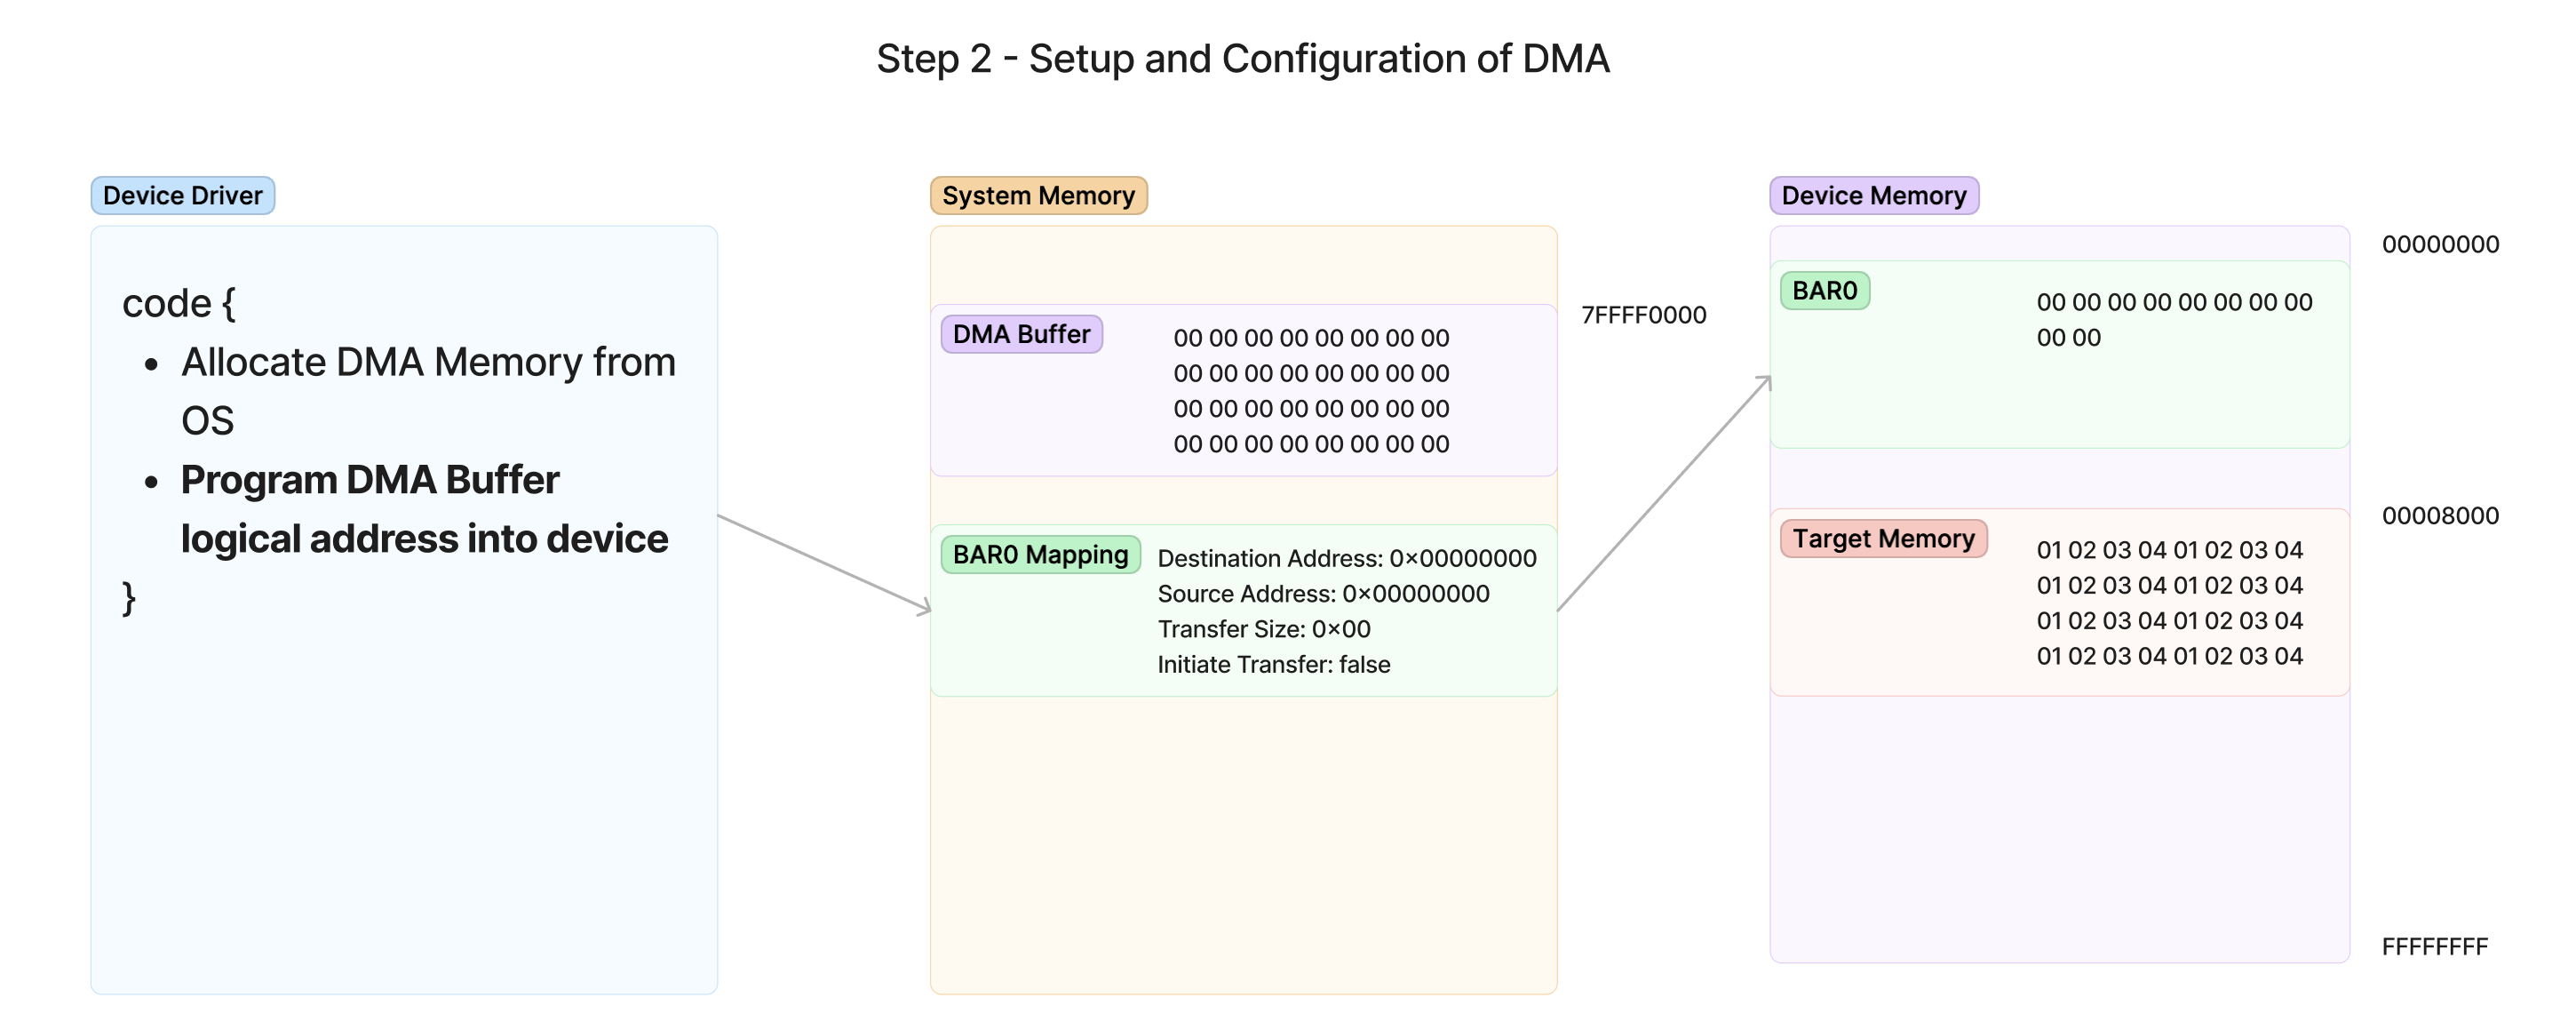 Step 2 - Setup and Configuration of DMA
Device Driver
code {
• Allocate DMA Memory from
OS
• Program DMA Buffer
logical address into device
}
System Memory
DMA Buffer
00 00 00 00 00 00 00 00
00 00 00 00 00 00 00 00
00 00 00 00 00 00 00 00
00 00 00 00 00 00 00 00
7FFFF0000
BAR0 Mapping
Destination Address: 0×00000000
Source Address: 0×00000000
Transfer Size: 0×00
Initiate Transfer: false
Device Memory
00000000
BAR0
00 00 00 00 00 00 00 00
00 00
00008000
Target Memory
01 02 03 04 01 02 03 04
01 02 03 04 01 02 03 04
01 02 03 04 01 02 03 04
01 02 03 04 01 02 03 04
FFFFFFFF